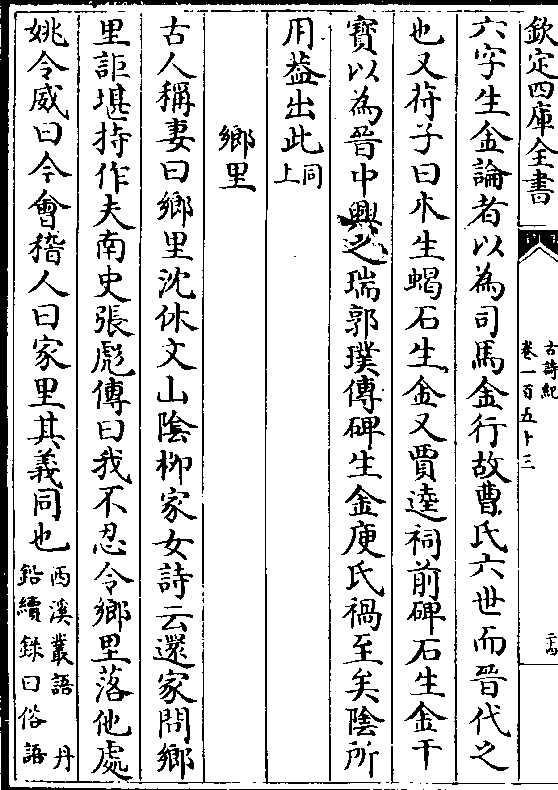 欽定四庫全書
古詩紀
卷一百五十三
六字生金論者以為司馬金行故曹氏六世而晉代之
也又苻子曰木生蝎石生金又賈逵祠前碑石生金干
寳以為晉中興之瑞郭璞傳碑生金庾氏禍至矣隂所
用葢出此同上
鄉里
古人稱妻曰鄉里沈休文山隂柳家女詩云還家問鄉
里詎堪持作夫南史張彪傳曰我不忍令鄉里落他處
姚令威曰今會稽人曰家里其義同也西溪叢語 丹
鉛續錄曰俗語